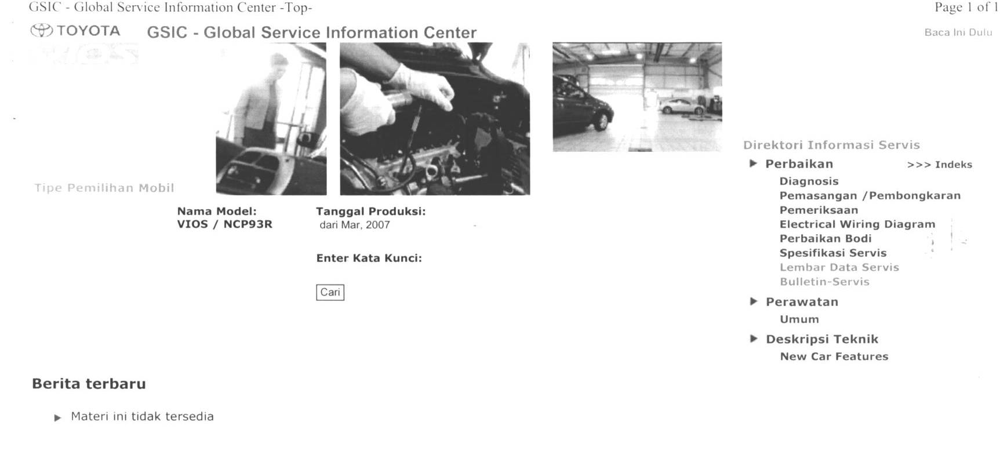 GSIC - Global Service Information Center -Top-
Page 1 of 1
TOYOTA
GSIC - Global Service Information Center
Baca Ini Dulu
VIOS
Direktori Informasi Servis
Perbaikan
>>> Indeks
Diagnosis
Pemasangan /Pembongkaran
Pemeriksaan
Electrical Wiring Diagram
Perbaikan Bodi
Spesifikasi Servis
Lembar Data Servis
Bulletin-Servis
Perawatan
Umum
Deskripsi Teknik
New Car Features
Tipe Pemilihan Mobil
Nama Model:
VIOS / NCP93R
Tanggal Produksi:
dari Mar, 2007
Enter Kata Kunci:
Cari
Berita terbaru
Materi ini tidak tersedia